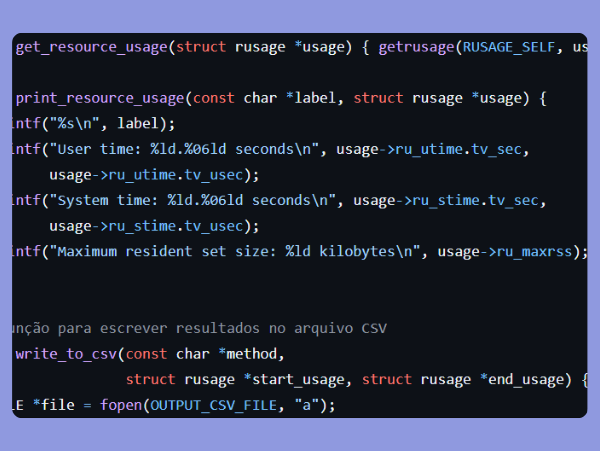 get_resource_usage(struct rusage *usage) { getrusage(RUSAGE_SELF, us
print_resource_usage(const char *label, struct rusage *usage) {
intf("%s\n", label);
intf("User time: %ld.%06ld seconds\n", usage->ru_utime.tv_sec,
usage->ru_utime.tv_usec);
intf("System time: %ld.%06ld seconds\n", usage->ru_stime.tv_sec,
usage->ru_stime.tv_usec);
intf("Maximum resident set size: %ld kilobytes\n", usage->ru_maxrss);
unção para escrever resultados no arquivo CSV
write_to_csv(const char *method,
struct rusage *start_usage, struct rusage *end_usage) {
LE *file = fopen(OUTPUT_CSV_FILE, "a");